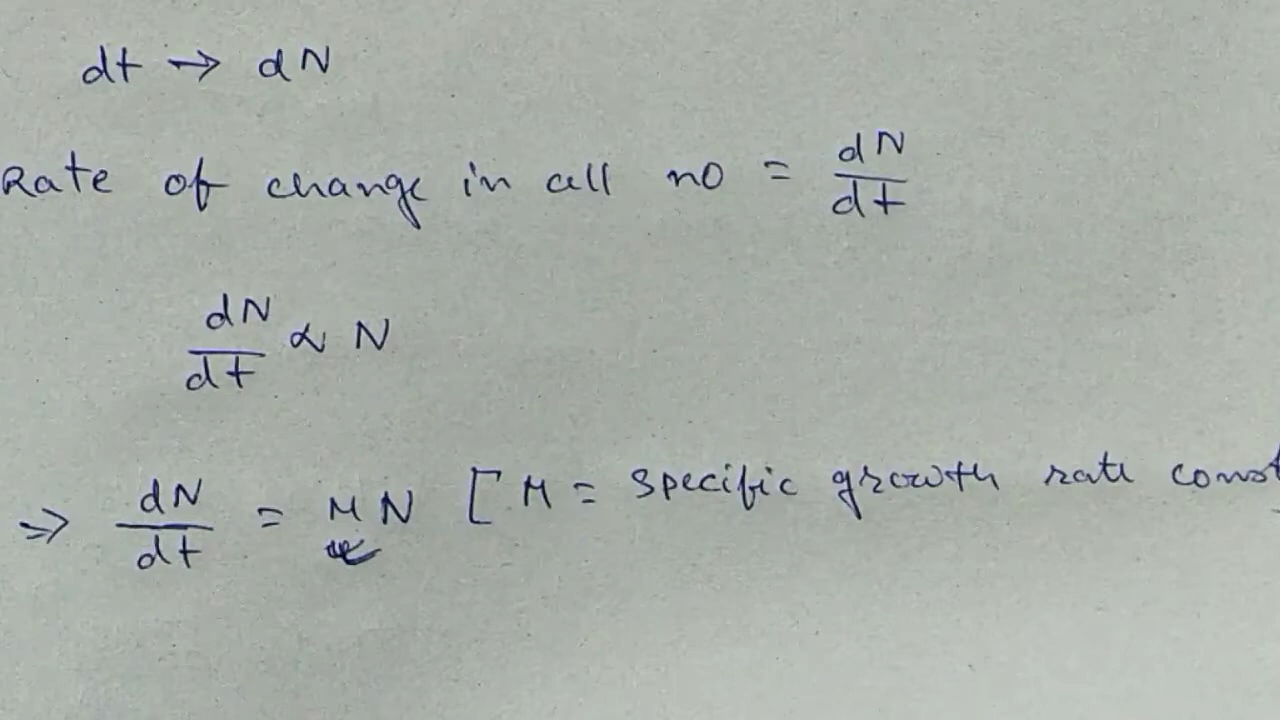 dt → dN
Rate of change in cell no = dN/dt
dN/dt ∝ N
⇒ dN/dt = μN [ μ = specific growth rate const